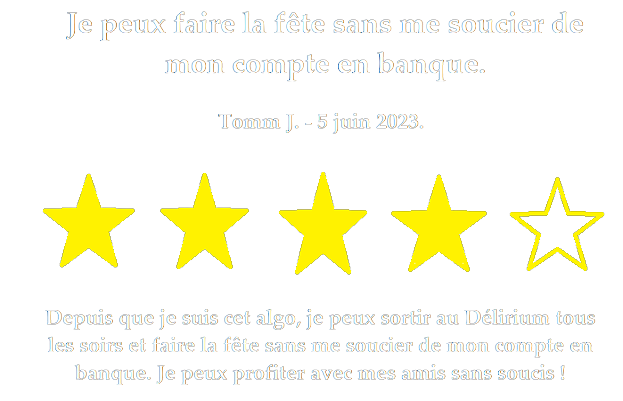 Je peux faire la fête sans me soucier de
mon compte en banque.
Tomm J. - 5 juin 2023.
Depuis que je suis cet algo, je peux sortir au Délirium tous
les soirs et faire la fête sans me soucier de mon compte en
banque. Je peux profiter avec mes amis sans soucis !